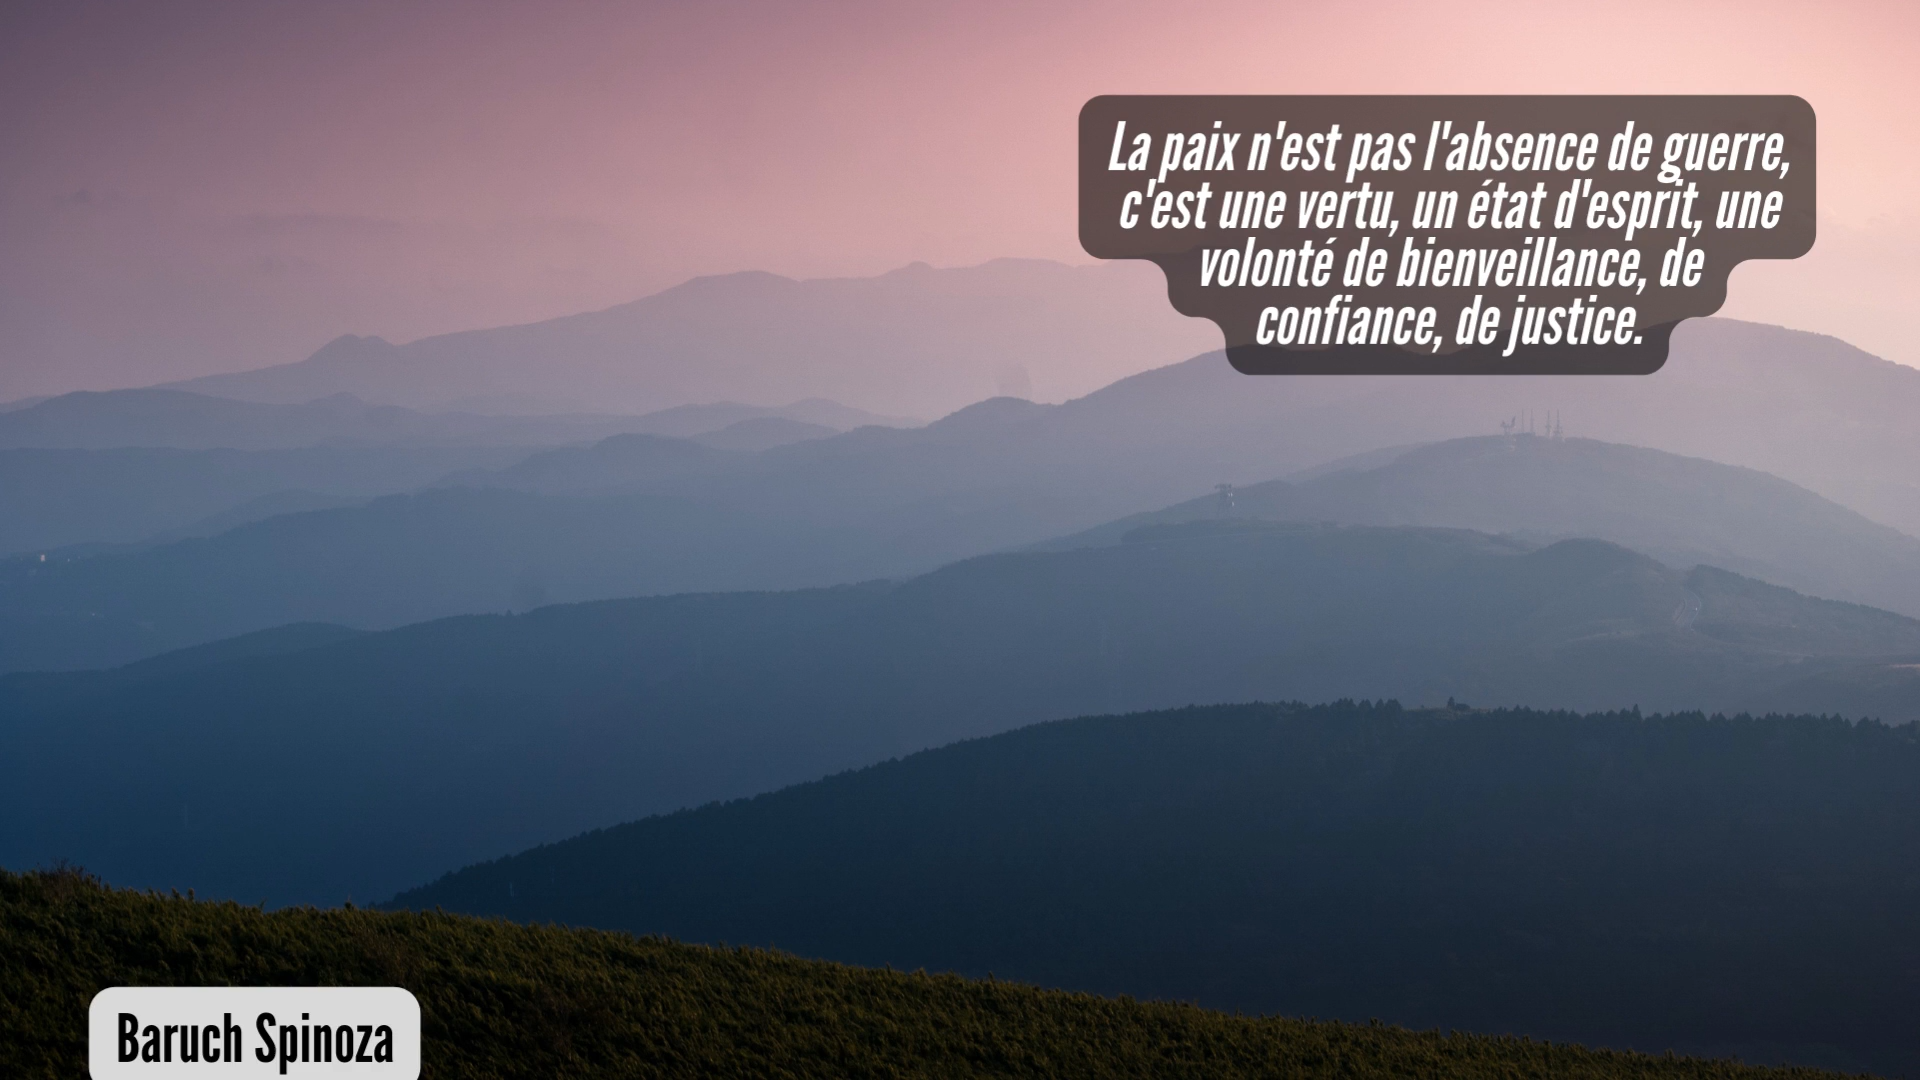 La paix n'est pas l'absence de guerre,
c'est une vertu, un état d'esprit, une
volonté de bienveillance, de
confiance, de justice.
Baruch Spinoza